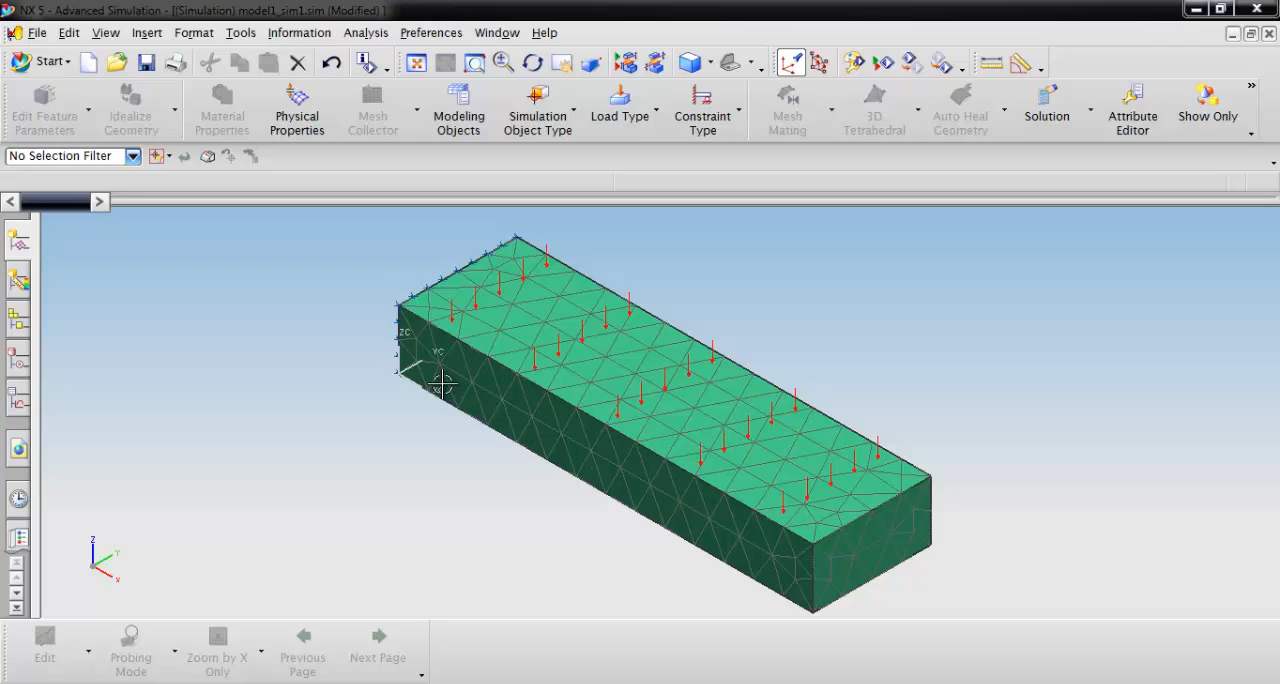 NX 5 - Advanced Simulation - [(Simulation) model1_sim1.sim (Modified) ]
File Edit View Insert Format Tools Information Analysis Preferences Window Help
Start
Edit Feature Parameters
Idealize Geometry
Material Properties
Physical Properties
Mesh Collector
Modeling Objects
Simulation Object Type
Load Type
Constraint Type
Mesh Mating
3D Tetrahedral
Auto Heal Geometry
Solution
Attribute Editor
Show Only
No Selection Filter
ZC
YC
Z
Y
X
Edit
Probing Mode
Zoom by X Only
Previous Page
Next Page